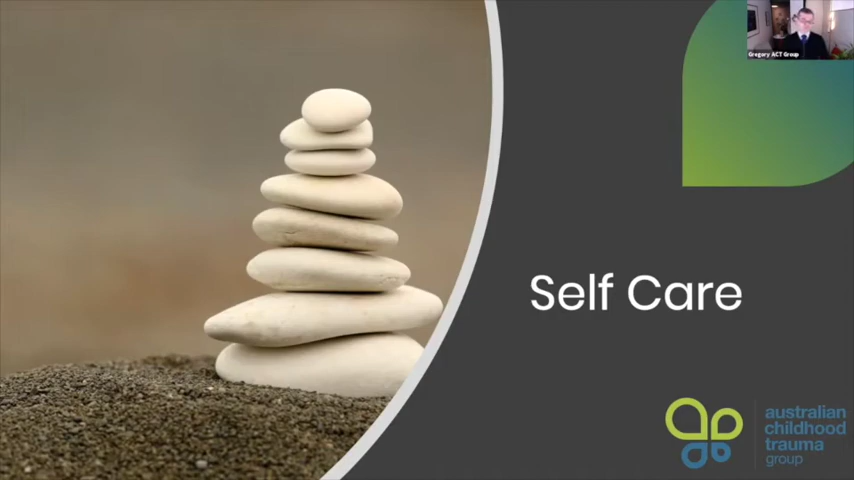 Gregory ACT Group
Self Care
australian
childhood
trauma
group